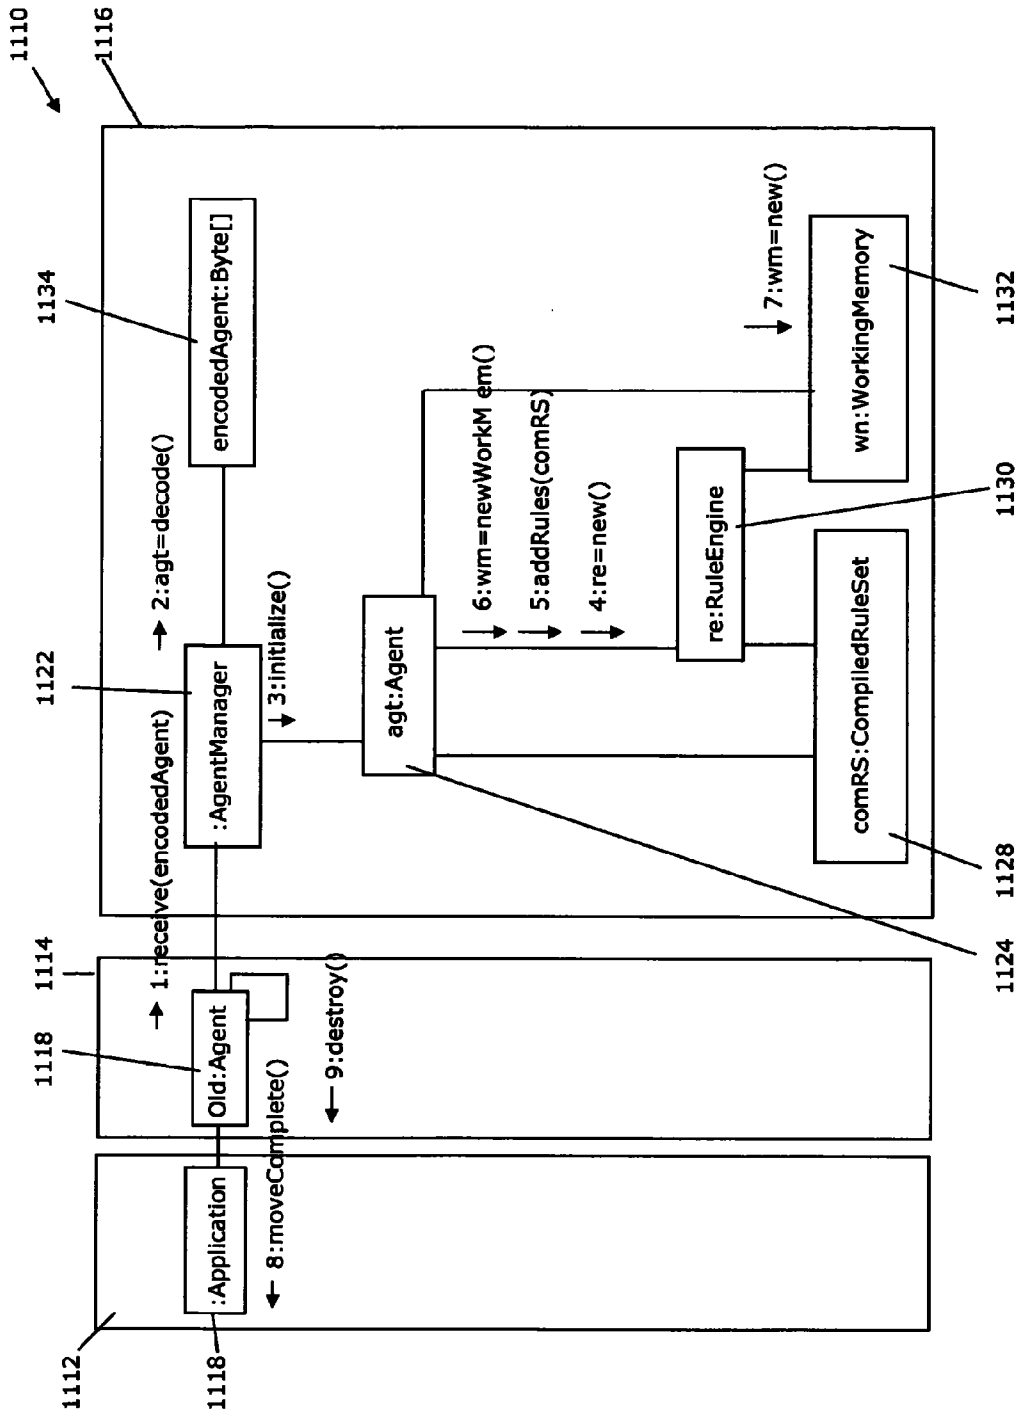 1110
1116
1134
encodedAgent:Byte[]
2:agt=decode()
1122
:AgentManager
3:initialize()
1:receive(encodedAgent)
1114
1118
Old:Agent
9:destroy()
8:moveComplete()
:Application
1118
1112
agt:Agent
1124
6:wm=newWorkM em()
5:addRules(comRS)
4:re=new()
7:wm=new()
re:RuleEngine
1130
wn:WorkingMemory
1132
comRS:CompiledRuleSet
1128